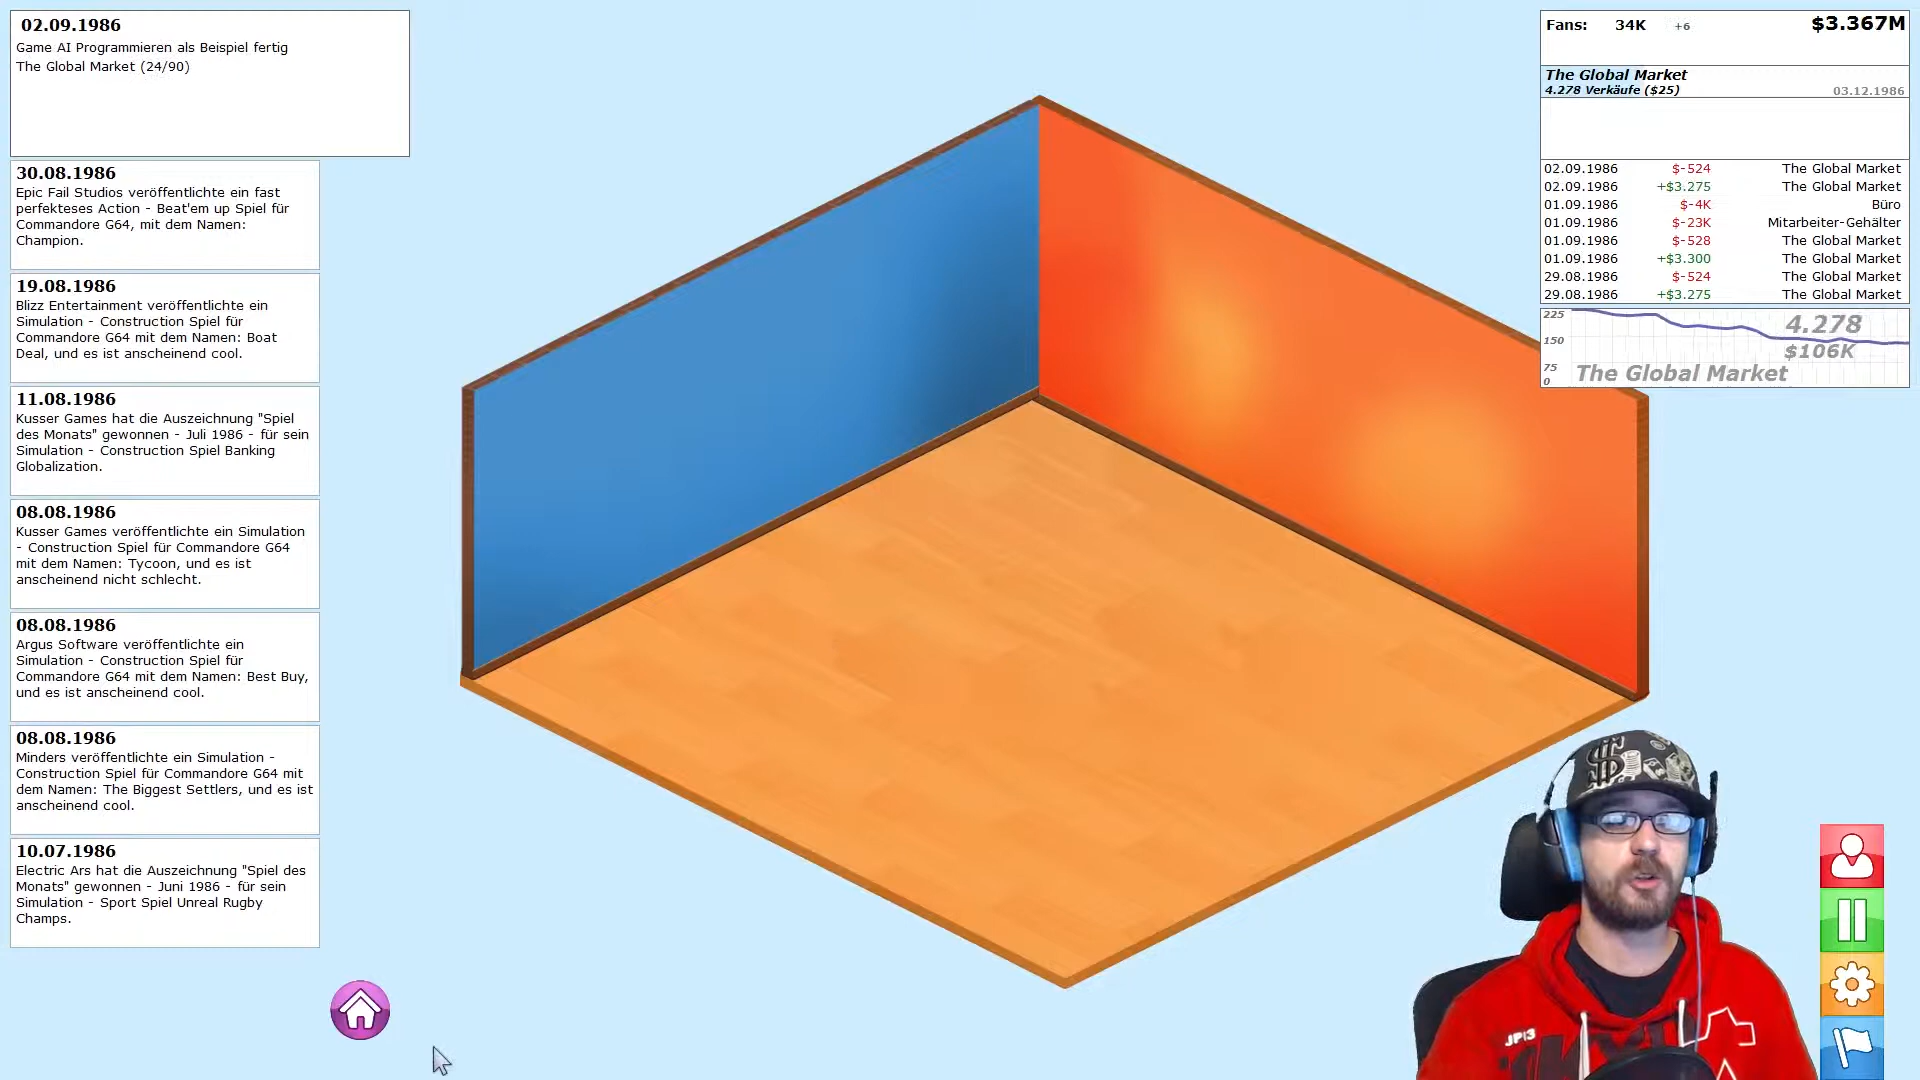 02.09.1986
Game AI Programmieren als Beispiel fertig
The Global Market (24/90)
30.08.1986
Epic Fail Studios veröffentlichte ein fast
perfekteses Action - Beat'em up Spiel für
Commandore G64, mit dem Namen:
Champion.
19.08.1986
Blizz Entertainment veröffentlichte ein
Simulation - Construction Spiel für
Commandore G64 mit dem Namen: Boat
Deal, und es ist anscheinend cool.
11.08.1986
Kusser Games hat die Auszeichnung "Spiel
des Monats" gewonnen - Juli 1986 - für sein
Simulation - Construction Spiel Banking
Globalization.
08.08.1986
Kusser Games veröffentlichte ein Simulation
- Construction Spiel für Commandore G64
mit dem Namen: Tycoon, und es ist
anscheinend nicht schlecht.
08.08.1986
Argus Software veröffentlichte ein
Simulation - Construction Spiel für
Commandore G64 mit dem Namen: Best Buy,
und es ist anscheinend cool.
08.08.1986
Minders veröffentlichte ein Simulation -
Construction Spiel für Commandore G64 mit
dem Namen: The Biggest Settlers, und es ist
anscheinend cool.
10.07.1986
Electric Ars hat die Auszeichnung "Spiel des
Monats" gewonnen - Juni 1986 - für sein
Simulation - Sport Spiel Unreal Rugby
Champs.
Fans: 34K +6 $3.367M
The Global Market
4.278 Verkäufe ($25) 03.12.1986
02.09.1986 $-524 The Global Market
02.09.1986 +$3.275 The Global Market
01.09.1986 $-4K Büro
01.09.1986 $-23K Mitarbeiter-Gehälter
01.09.1986 $-528 The Global Market
01.09.1986 +$3.300 The Global Market
29.08.1986 $-524 The Global Market
29.08.1986 +$3.275 The Global Market
225
4.278
150
$106K
75
The Global Market
0
$